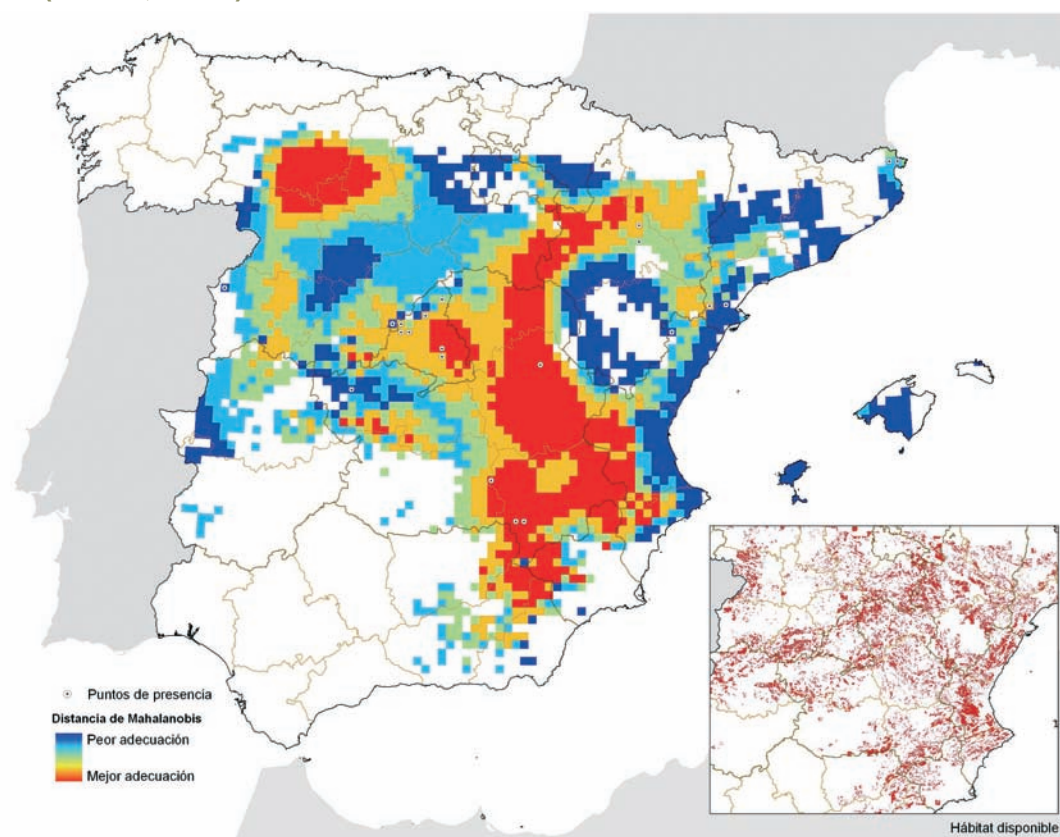 Puntos de presencia
Distancia de Mahalanobis
Peor adecuación
Mejor adecuación
Hábitat disponible